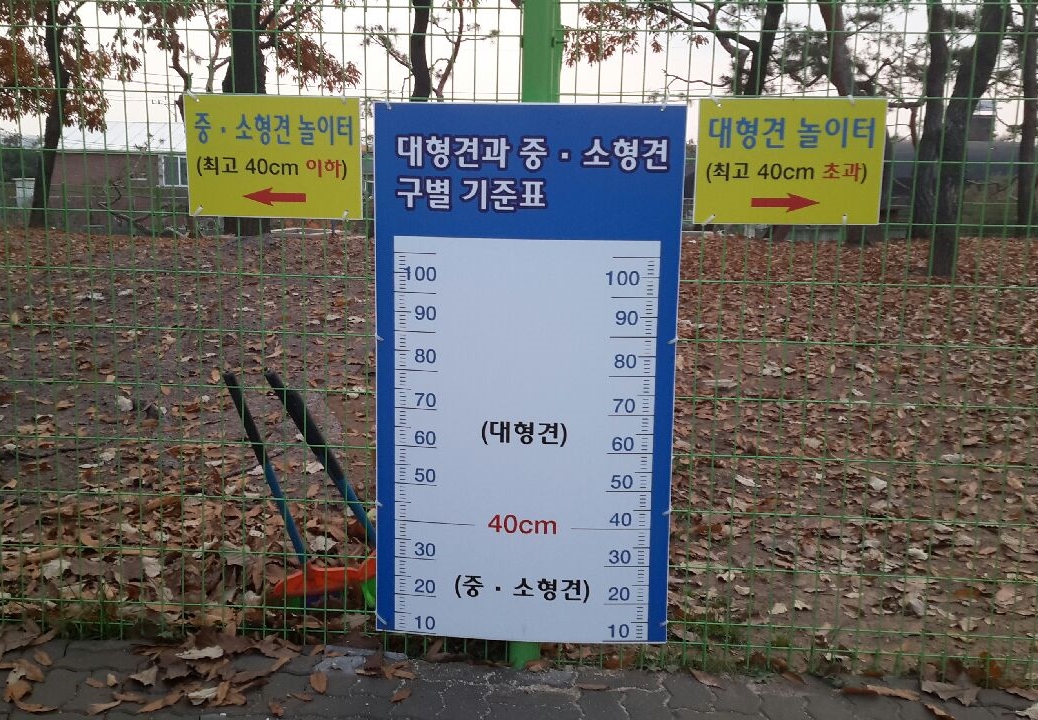 중 · 소형견 놀이터
(최고 40cm 이하)
대형견과 중 · 소형견
구별 기준표
100 100
90 90
80 80
70 70
(대형견)
60 60
50 50
40cm 40
30 30
(중 · 소형견)
20 20
10 10
대형견 놀이터
(최고 40cm 초과)